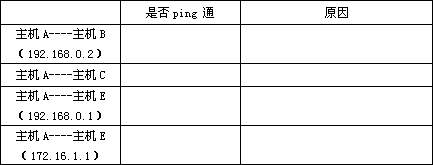 是否ping 通 原因
主机A----主机B
（192.168.0.2）
主机A----主机C
主机A----主机E
（192.168.0.1）
主机A----主机E
（172.16.1.1）